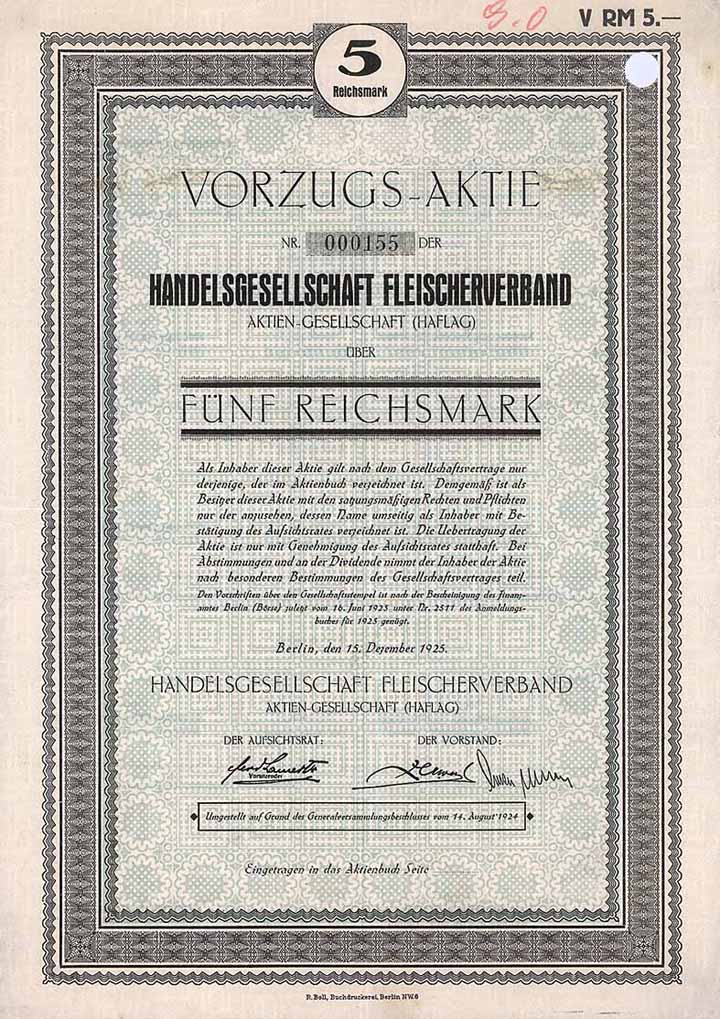 3.0
V RM 5.—
5
Reichsmark
VORZUGS-AKTIE
NR. 000155 DER
HANDELSGESELLSCHAFT FLEISCHERVERBAND
AKTIEN-GESELLSCHAFT (HAFLAG)
ÜBER
FÜNF REICHSMARK
Als Inhaber dieser Aktie gilt nach dem Gesellschaftsvertrage nur
derjenige, der im Aktienbuch verzeichnet ist. Demgemäß ist als
Besitzer dieser Aktie mit den satzungsmäßigen Rechten und Pflichten
nur der anzusehen, dessen Name umseitig als Inhaber mit Be-
stätigung des Aufsichtsrates verzeichnet ist. Die Uebertragung der
Aktie ist nur mit Genehmigung des Aufsichtsrates statthaft. Bei
Abstimmungen und an der Dividende nimmt der Inhaber der Aktie
nach besonderen Bestimmungen des Gesellschaftsvertrages teil.
Den Vorschriften über den Gesellschaftsstempel ist nach der Bescheinigung des Finanz-
amtes Berlin (Börse) zuletzt vom 16. Juni 1925 unter Nr. 2511 des Anmeldungs-
buches für 1925 genügt.
Berlin, den 15. Dezember 1925.
HANDELSGESELLSCHAFT FLEISCHERVERBAND
AKTIEN-GESELLSCHAFT (HAFLAG)
DER AUFSICHTSRAT: DER VORSTAND:
Vorsitzender
Umgestellt auf Grund des Generalversammlungsbeschlusses vom 14. August 1924
Eingetragen in das Aktienbuch Seite
R. Boll, Buchdruckerei, Berlin NW6